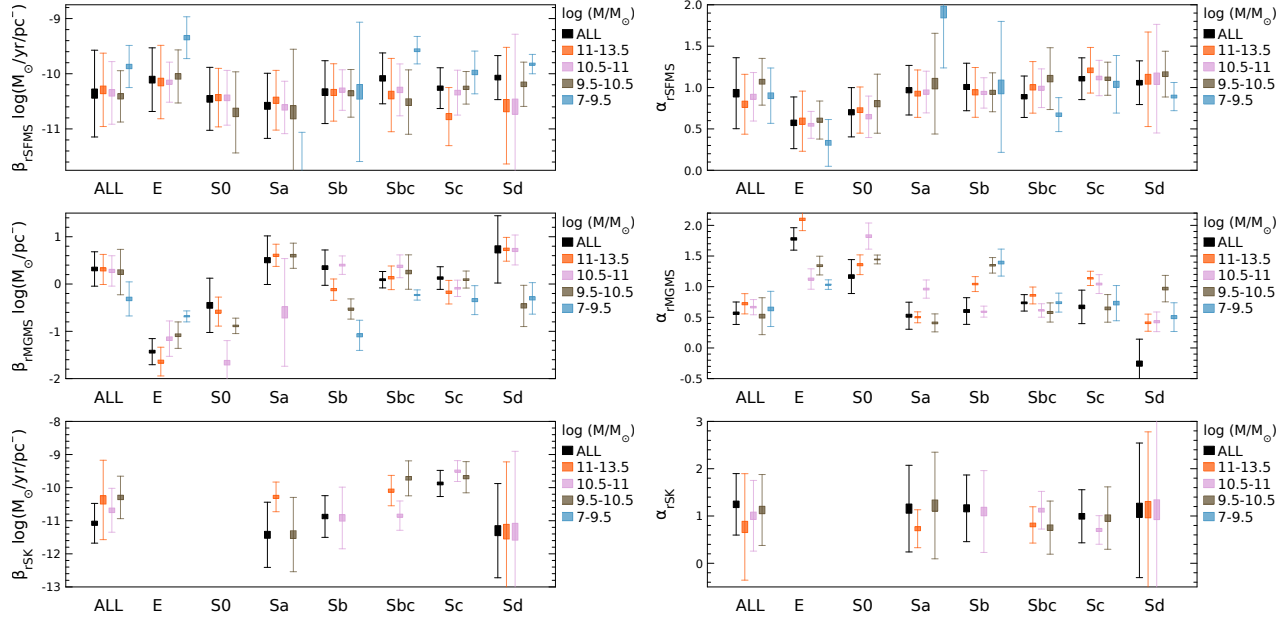 β_rSFMS log(M_⊙/yr/pc⁻)
-9
-10
-11
ALL E S0 Sa Sb Sbc Sc Sd
log (M/M_⊙)
ALL
11-13.5
10.5-11
9.5-10.5
7-9.5
α_rSFMS
2.0
1.5
1.0
0.5
0.0
ALL E S0 Sa Sb Sbc Sc Sd
log (M/M_⊙)
ALL
11-13.5
10.5-11
9.5-10.5
7-9.5
β_rMGMS log(M_⊙/pc⁻)
1
0
-1
-2
ALL E S0 Sa Sb Sbc Sc Sd
log (M/M_⊙)
ALL
11-13.5
10.5-11
9.5-10.5
7-9.5
α_rMGMS
2.0
1.5
1.0
0.5
0.0
-0.5
ALL E S0 Sa Sb Sbc Sc Sd
log (M/M_⊙)
ALL
11-13.5
10.5-11
9.5-10.5
7-9.5
β_rSK log(M_⊙/yr/pc⁻)
-8
-9
-10
-11
-12
-13
ALL E S0 Sa Sb Sbc Sc Sd
log (M/M_⊙)
ALL
11-13.5
10.5-11
9.5-10.5
7-9.5
α_rSK
3
2
1
0
ALL E S0 Sa Sb Sbc Sc Sd
log (M/M_⊙)
ALL
11-13.5
10.5-11
9.5-10.5
7-9.5